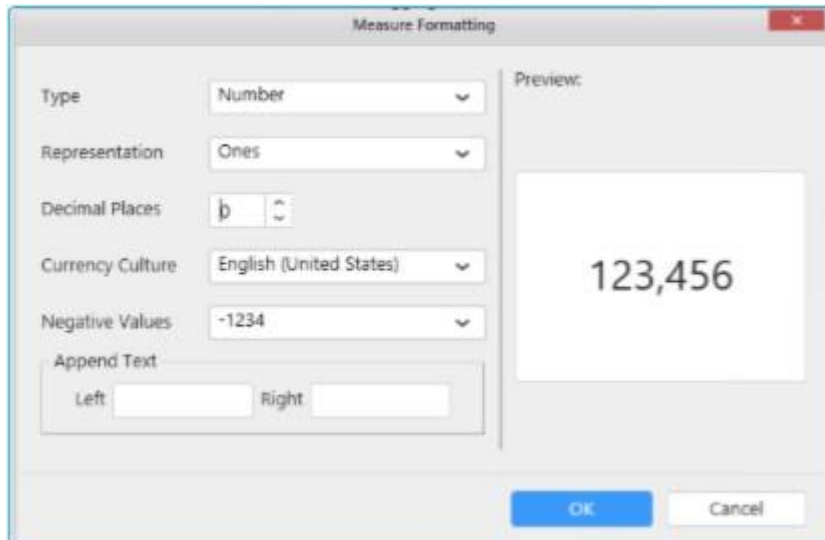 Measure Formatting
Preview:
Type
Number
Representation
Ones
Decimal Places
0
Currency Culture
English (United States)
Negative Values
-1234
Append Text
Left
Right
123,456
OK
Cancel